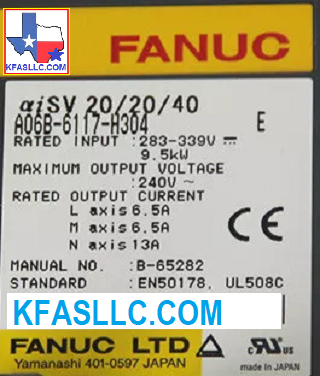 KFASLLC.COM
FANUC
αiSV 20/20/40
A06B-6117-H304 E
RATED INPUT :283-339V ⎓
9.5kW
MAXIMUM OUTPUT VOLTAGE
:240V ~
RATED OUTPUT CURRENT
L axis 6.5A
M axis 6.5A
N axis 13A
CE
MANUAL NO. :B-65282
STANDARD :EN50178, UL508C
KFASLLC.COM
FANUC LTD
Yamanashi 401-0597 JAPAN
c RU us
made in JAPAN